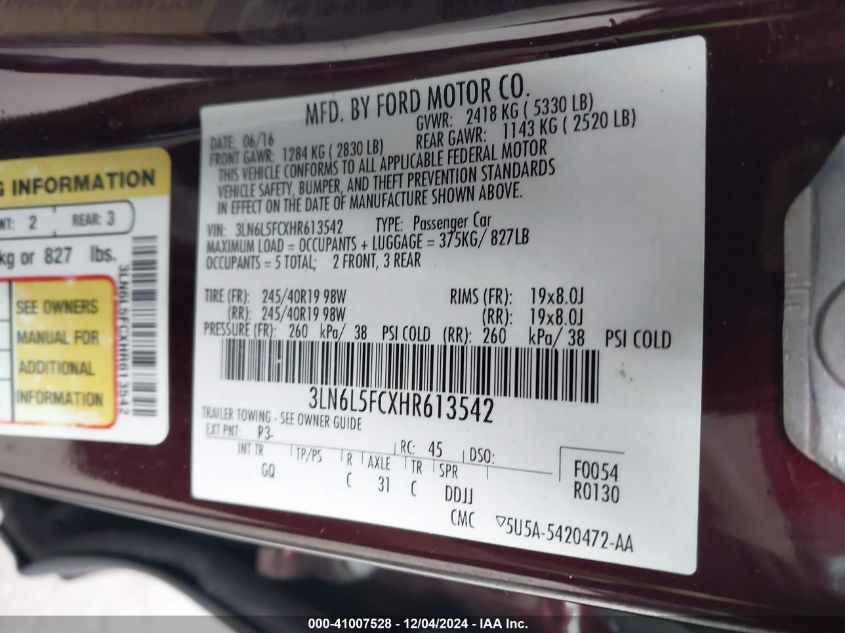 MFD. BY FORD MOTOR CO.
DATE: 06/16 GVWR: 2418 KG ( 5330 LB)
FRONT GAWR: 1284 KG ( 2830 LB) REAR GAWR: 1143 KG ( 2520 LB)
THIS VEHICLE CONFORMS TO ALL APPLICABLE FEDERAL MOTOR
VEHICLE SAFETY, BUMPER, AND THEFT PREVENTION STANDARDS
IN EFFECT ON THE DATE OF MANUFACTURE SHOWN ABOVE.
VIN: 3LN6L5FCXHR613542 TYPE: Passenger Car
MAXIMUM LOAD = OCCUPANTS + LUGGAGE = 375KG/ 827LB
OCCUPANTS = 5 TOTAL; 2 FRONT, 3 REAR
TIRE (FR): 245/40R19 98W RIMS (FR): 19x8.0J
(RR): 245/40R19 98W (RR): 19x8.0J
PRESSURE (FR): 260 kPa/ 38 PSI COLD (RR): 260 kPa/ 38 PSI COLD
3LN6L5FCXHR613542
TRAILER TOWING - SEE OWNER GUIDE
EXT PNT: R3 RC: 45 DSO:
INT TR TP/PS R AXLE TR SPR F0054
GQ C 31 C DDJJ R0130
CMC ▽5U5A-5420472-AA
G INFORMATION
NT: 2 REAR: 3
kg or 827 lbs.
SEE OWNERS
MANUAL FOR
ADDITIONAL
INFORMATION
3LN6L5FCXHR613542
000-41007528 - 12/04/2024 - IAA Inc.